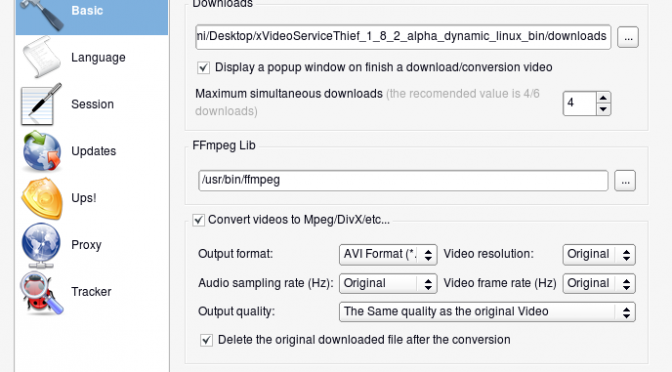 Basic
Language
Session
Updates
Ups!
Proxy
Tracker
Downloads
ni/Desktop/xVideoServiceThief_1_8_2_alpha_dynamic_linux_bin/downloads
...
Display a popup window on finish a download/conversion video
Maximum simultaneous downloads (the recomended value is 4/6
downloads)
4
FFmpeg Lib
/usr/bin/ffmpeg
...
Convert videos to Mpeg/DivX/etc...
Output format: AVI Format (*. Video resolution: Original
Audio sampling rate (Hz): Original Video frame rate (Hz) Original
Output quality: The Same quality as the original Video
Delete the original downloaded file after the conversion